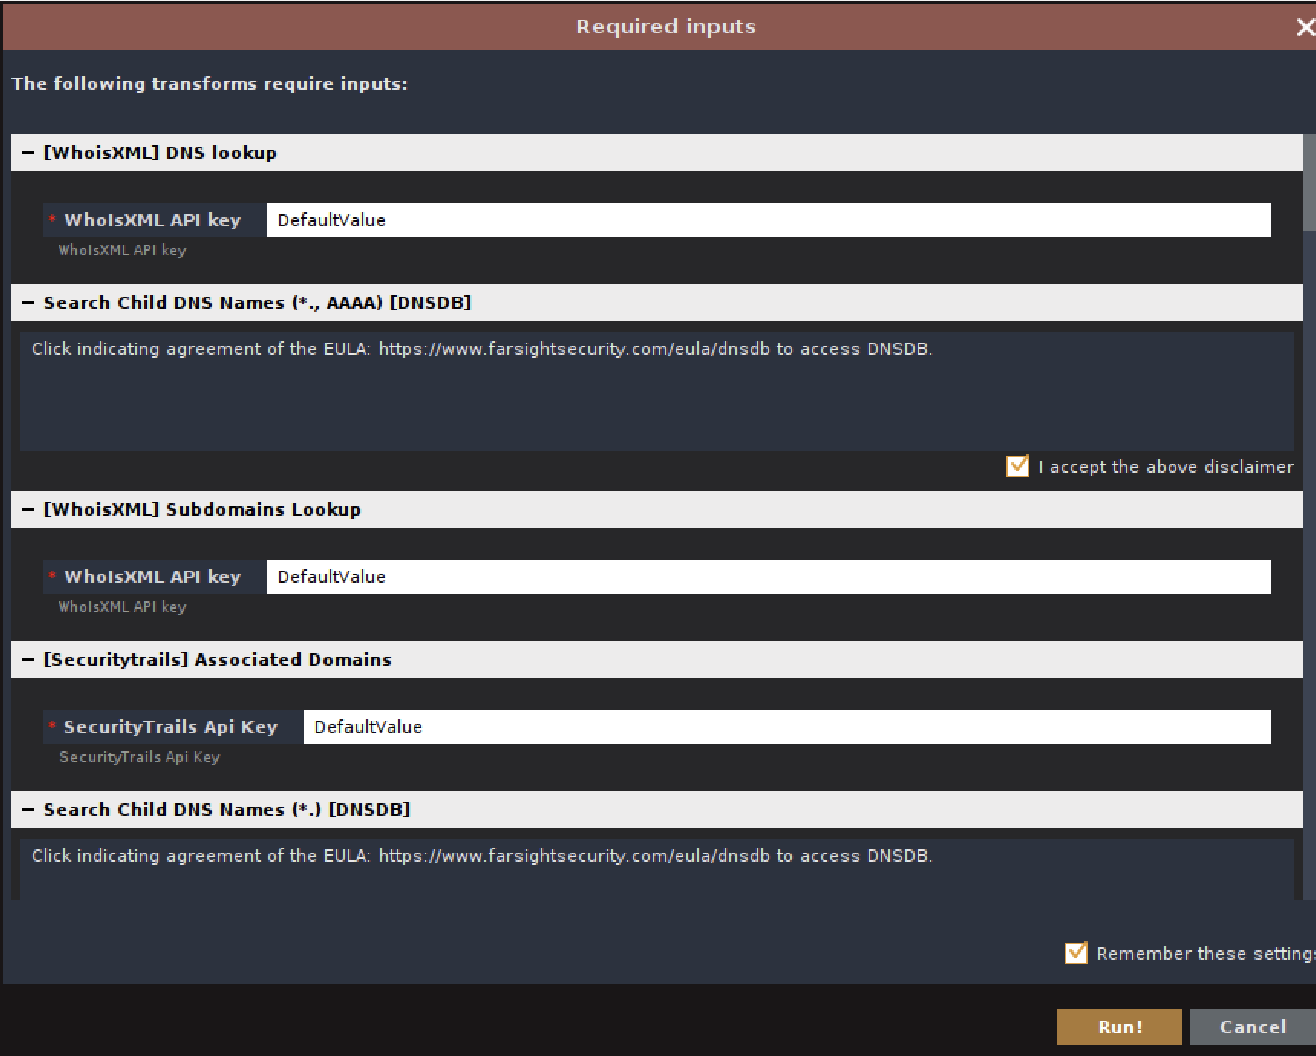 Required inputs
The following transforms require inputs:
− [WhoisXML] DNS lookup
* WhoIsXML API key DefaultValue
WhoIsXML API key
− Search Child DNS Names (*., AAAA) [DNSDB]
Click indicating agreement of the EULA: https://www.farsightsecurity.com/eula/dnsdb to access DNSDB.
I accept the above disclaimer
− [WhoisXML] Subdomains Lookup
* WhoIsXML API key DefaultValue
WhoIsXML API key
− [Securitytrails] Associated Domains
* SecurityTrails Api Key DefaultValue
SecurityTrails Api Key
− Search Child DNS Names (*.) [DNSDB]
Click indicating agreement of the EULA: https://www.farsightsecurity.com/eula/dnsdb to access DNSDB.
Remember these settings
Run! Cancel